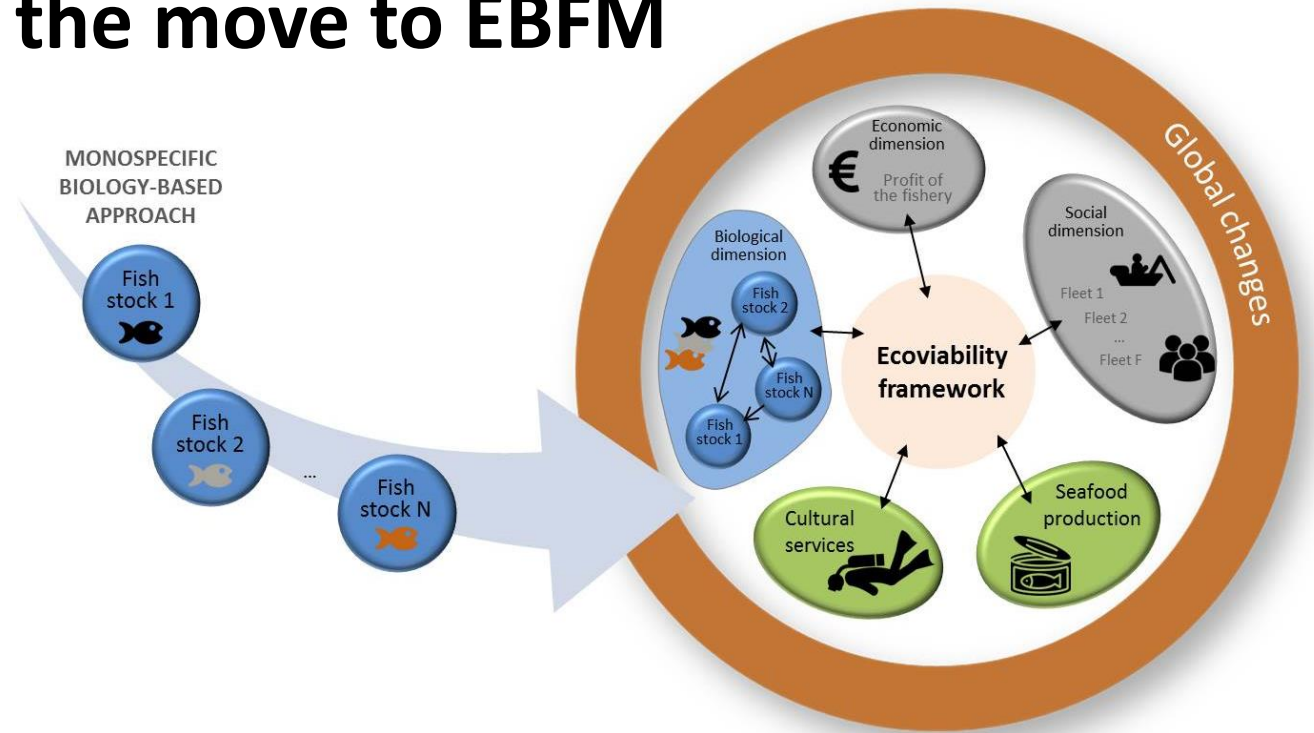 the move to EBFM
MONOSPECIFIC
BIOLOGY-BASED
APPROACH
Fish
stock 1
Fish
stock 2
...
Fish
stock N
Global changes
Economic
dimension
€
Profit of
the fishery
Social
dimension
Fleet 1
Fleet 2
...
Fleet F
Biological
dimension
Fish
stock 2
Fish
stock N
Fish
stock 1
Ecoviability
framework
Cultural
services
Seafood
production